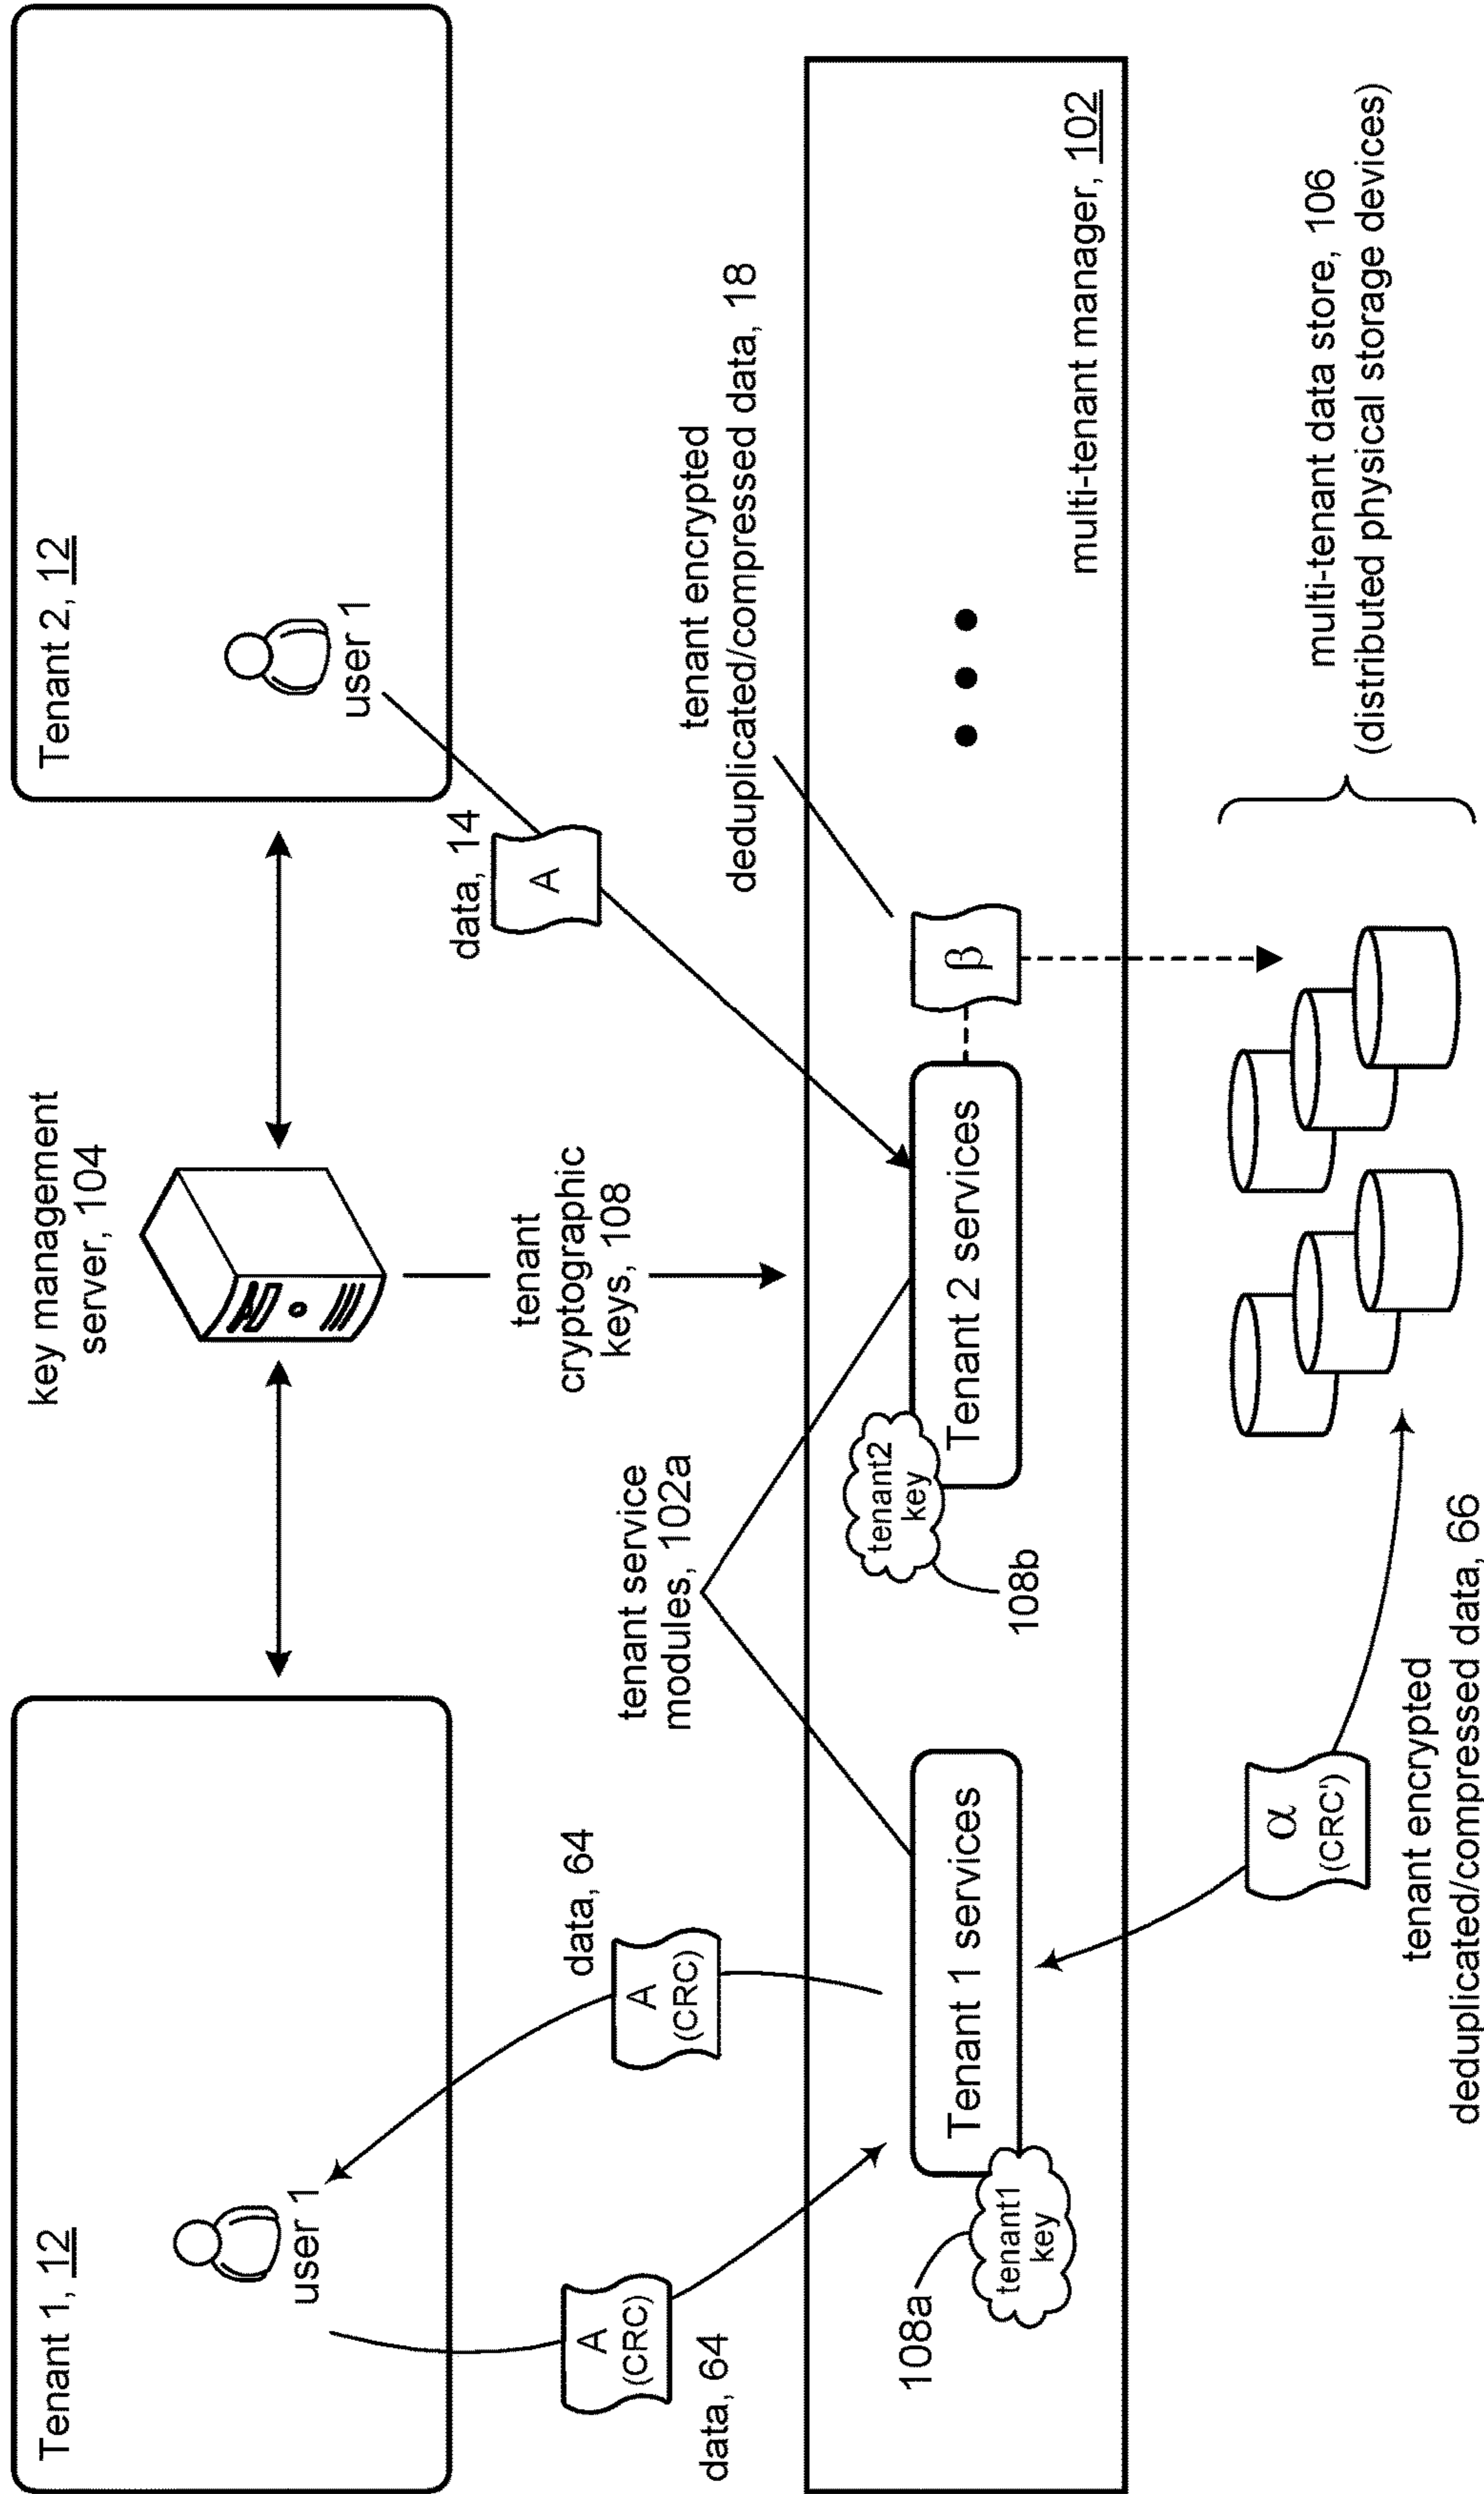 Tenant 1, 12
user 1
key management
server, 104
Tenant 2, 12
user 1
data, 64
A
(CRC)
A
(CRC)
data, 64
tenant
cryptographic
keys, 108
tenant service
modules, 102a
data, 14
A
tenant encrypted
deduplicated/compressed data, 18
108a
tenant1
key
Tenant 1 services
tenant2
key
108b
Tenant 2 services
β
multi-tenant manager, 102
α
(CRC')
tenant encrypted
deduplicated/compressed data, 66
multi-tenant data store, 106
(distributed physical storage devices)